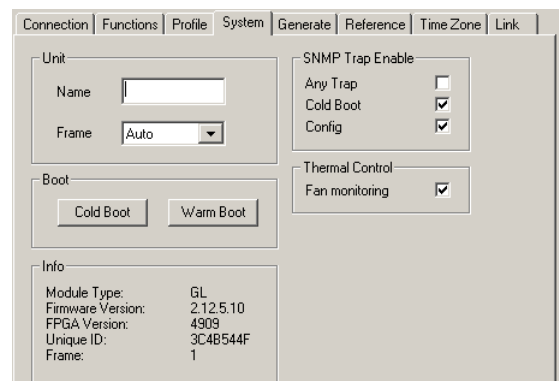 Connection Functions Profile System Generate Reference Time Zone Link
Unit
Name
Frame Auto
Boot
Cold Boot Warm Boot
Info
Module Type: GL
Firmware Version: 2.12.5.10
FPGA Version: 4909
Unique ID: 3C4B544F
Frame: 1
SNMP Trap Enable
Any Trap
Cold Boot
Config
Thermal Control
Fan monitoring